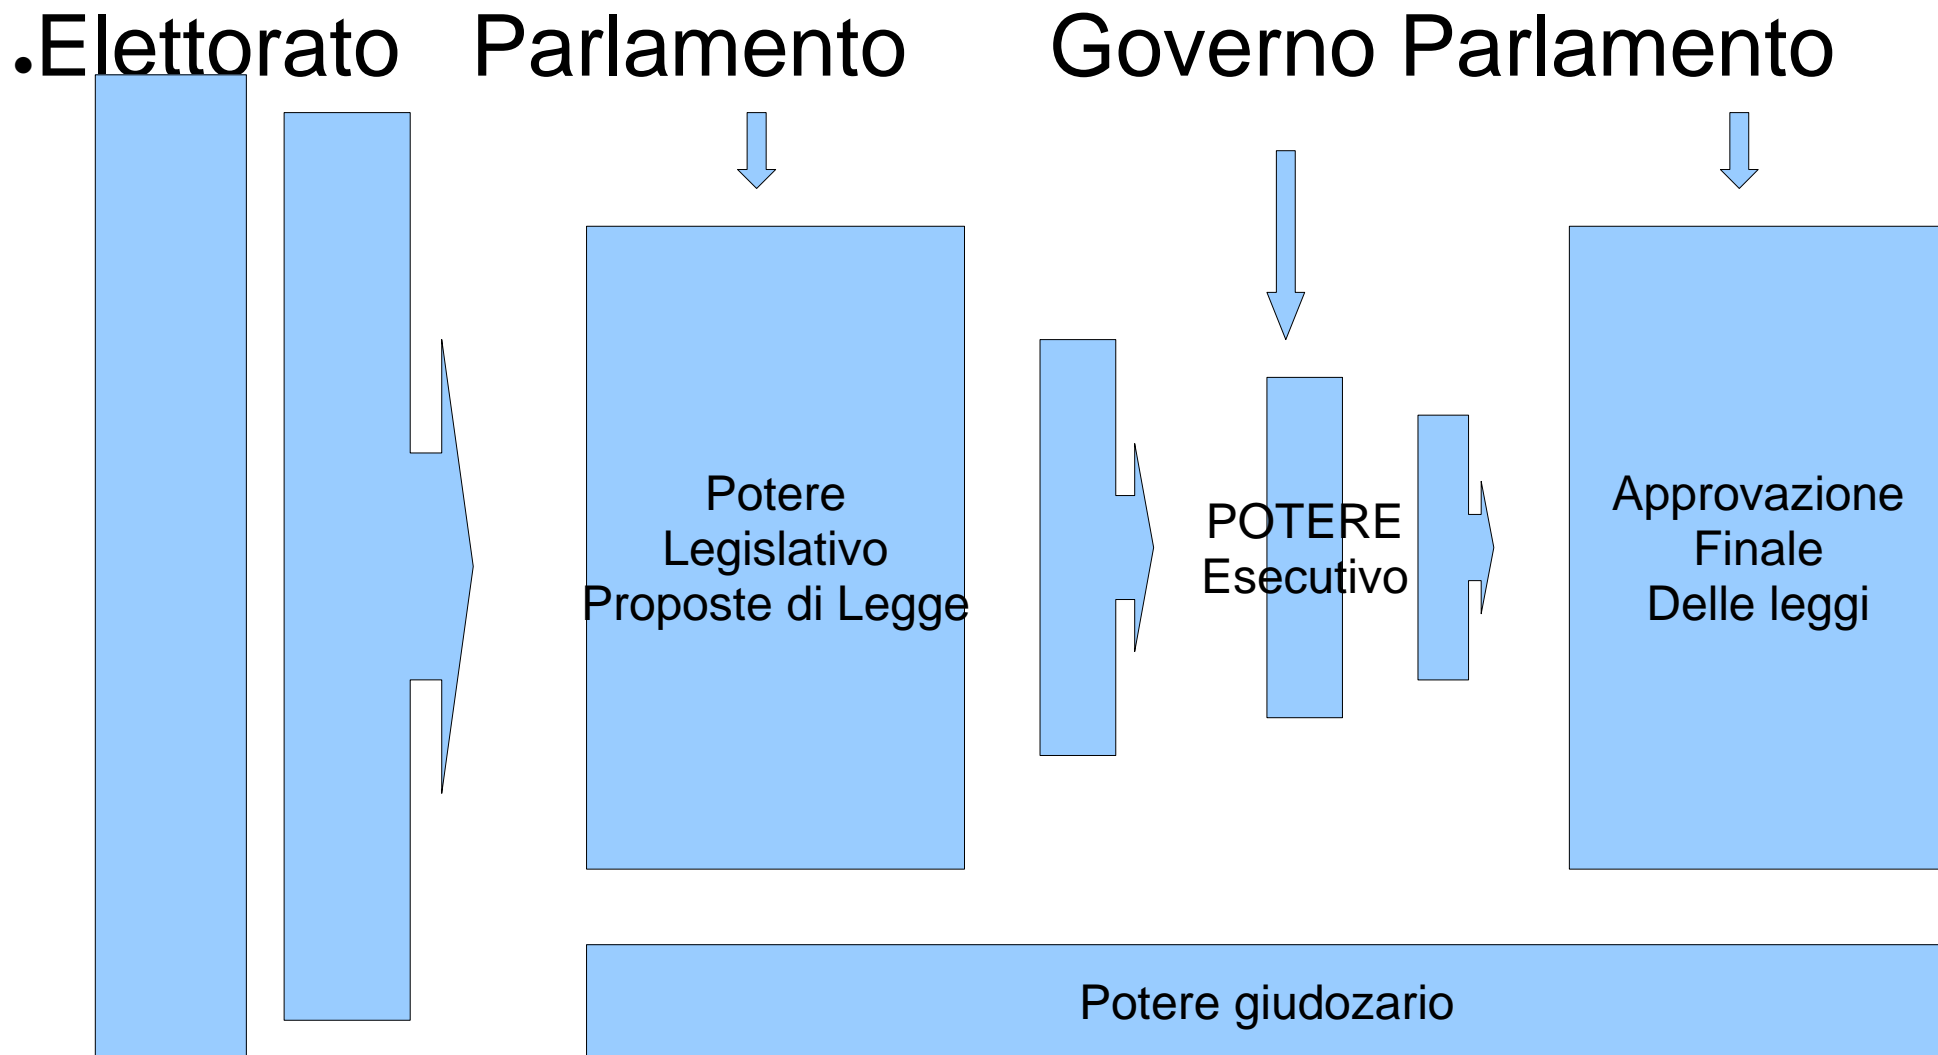 •Elettorato Parlamento Governo Parlamento
Potere
Legislativo
Proposte di Legge
POTERE
Esecutivo
Approvazione
Finale
Delle leggi
Potere giudozario